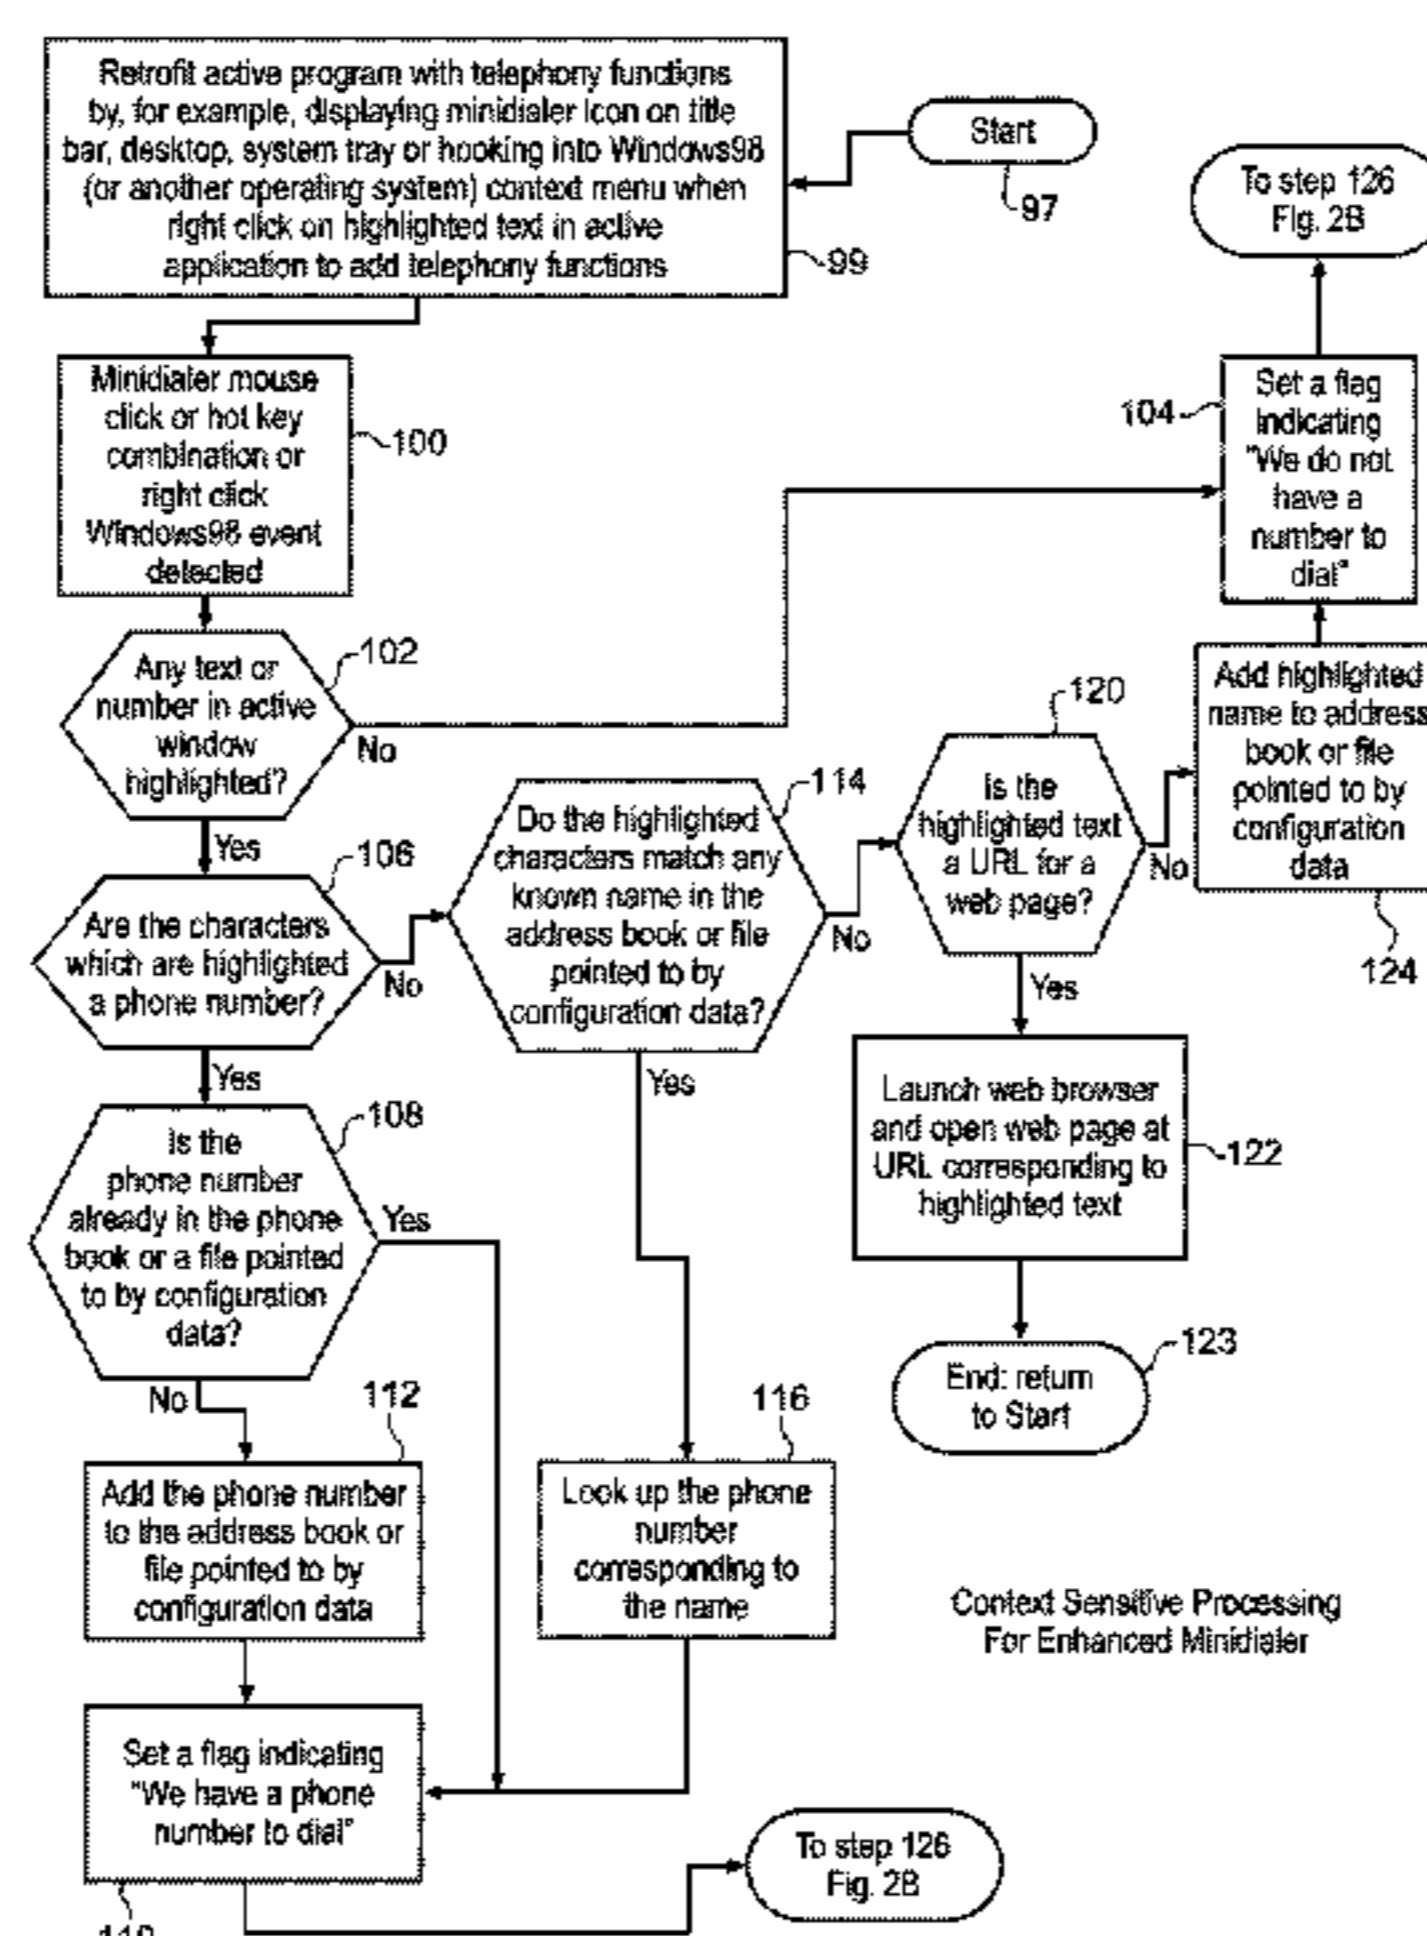 Retrofit active program with telephony functions
by, for example, displaying minidialer icon on title
bar, desktop, system tray or hooking into Windows98
(or another operating system) context menu when
right click on highlighted text in active
application to add telephony functions
99
Start
97
To step 126
Fig. 2B
Minidialer mouse
click or hot key
combination or
right click
Windows98 event
detected
100
104
Set a flag
indicating
"We do not
have a
number to
dial"
Any text or
number in active
window
highlighted?
102
No
Yes
Are the characters
which are highlighted
a phone number?
106
No
Yes
Do the highlighted
characters match any
known name in the
address book or file
pointed to by
configuration data?
114
No
Yes
Is the
highlighted text
a URL for a
web page?
120
No
Yes
Add highlighted
name to address
book or file
pointed to by
configuration
data
124
Launch web browser
and open web page at
URL corresponding to
highlighted text
122
End: return
to Start
123
Is the
phone number
already in the phone
book or a file pointed
to by configuration
data?
108
Yes
No
Add the phone number
to the address book or
file pointed to by
configuration data
112
Look up the phone
number
corresponding to
the name
116
Context Sensitive Processing
For Enhanced Minidialer
Set a flag indicating
"We have a phone
number to dial"
To step 126
Fig. 2B